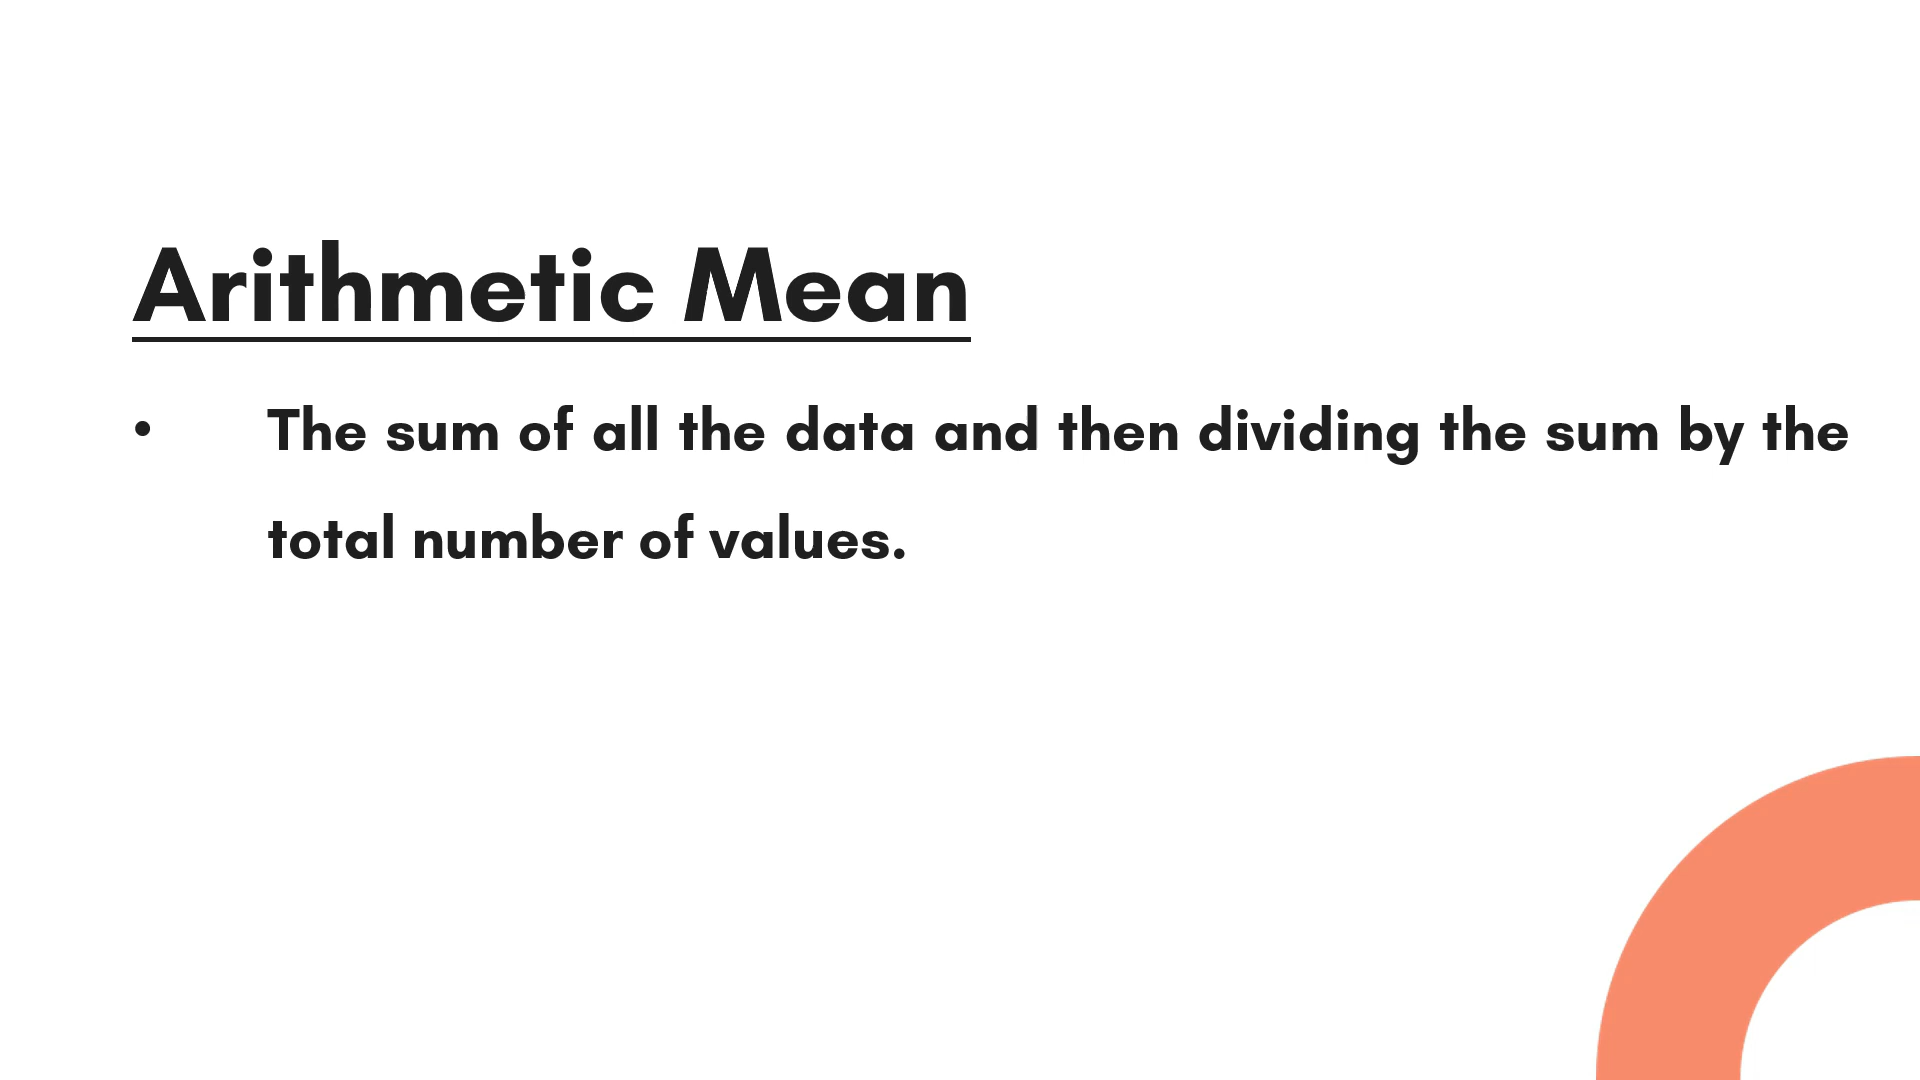 Arithmetic Mean
• The sum of all the data and then dividing the sum by the
total number of values.